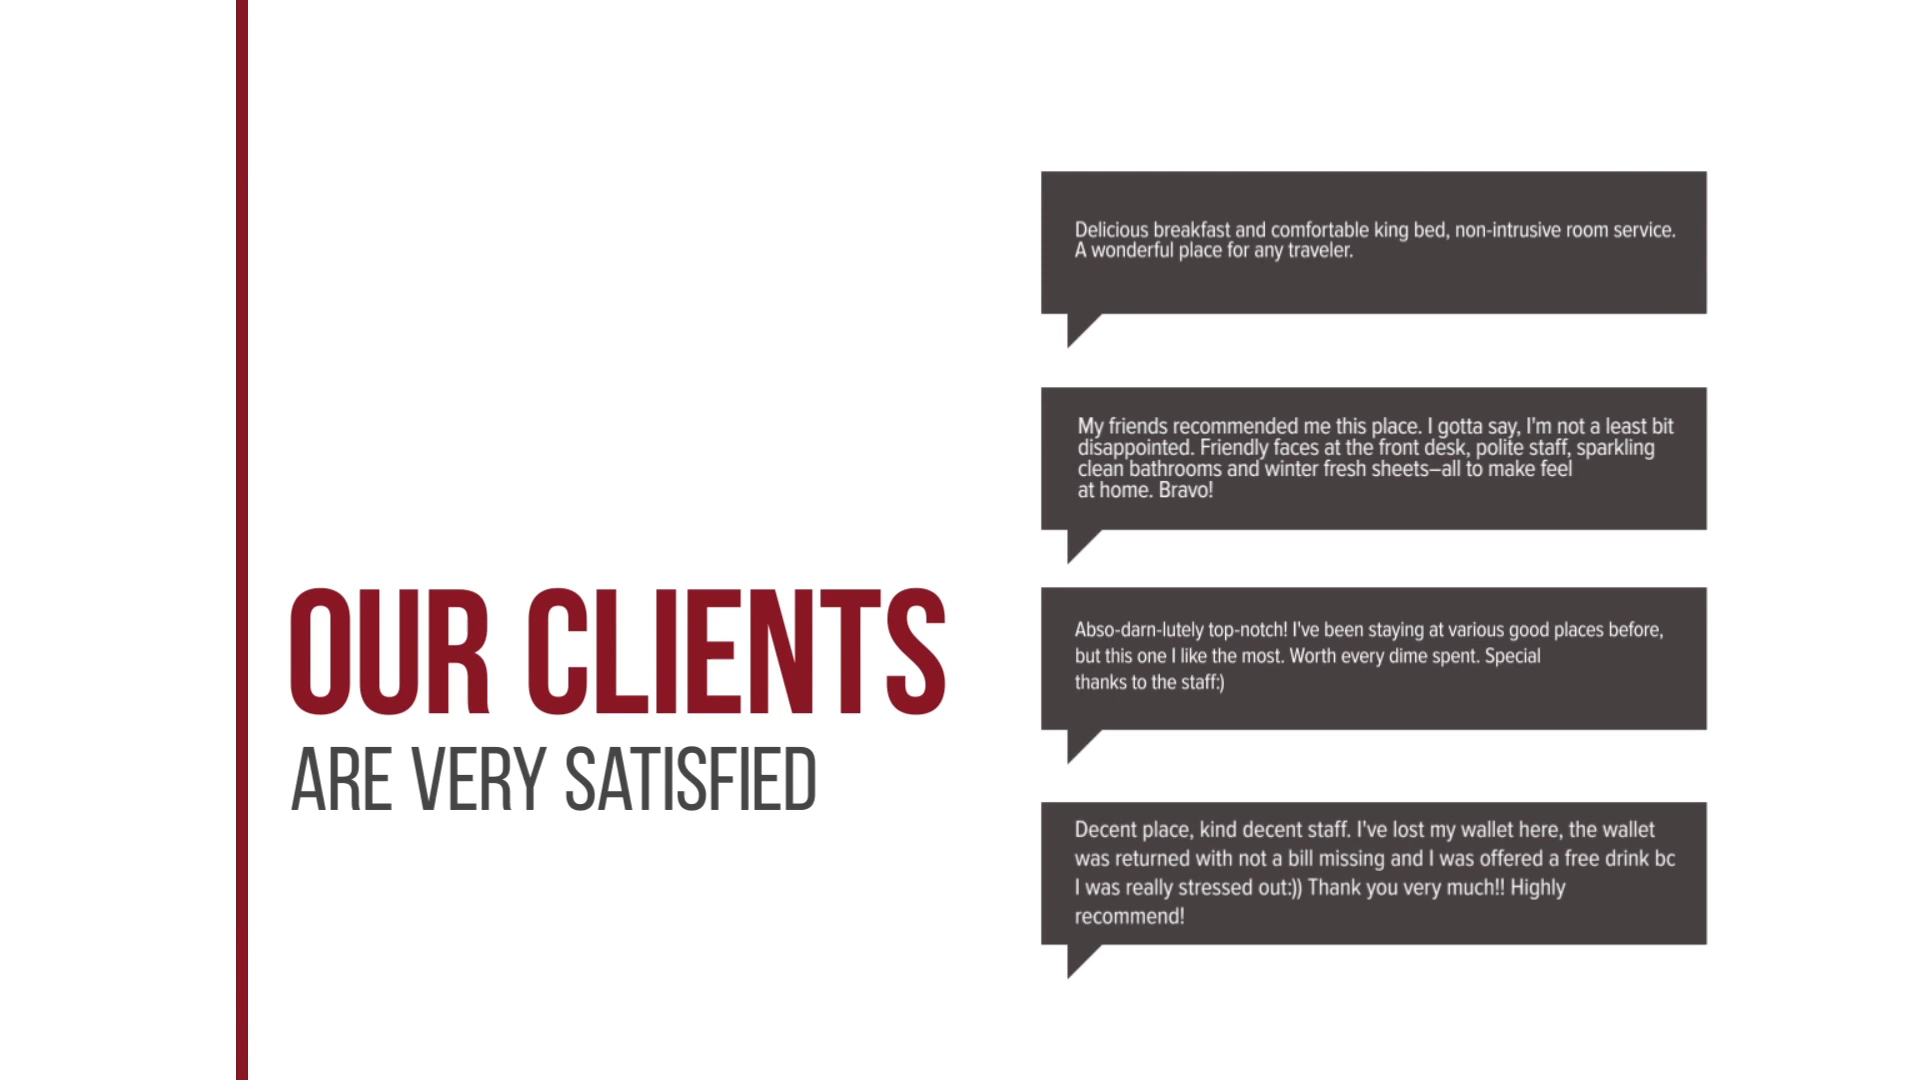 OUR CLIENTS
ARE VERY SATISFIED
Delicious breakfast and comfortable king bed, non-intrusive room service.
A wonderful place for any traveler.
My friends recommended me this place. I gotta say, I'm not a least bit
disappointed. Friendly faces at the front desk, polite staff, sparkling
clean bathrooms and winter fresh sheets–all to make feel
at home. Bravo!
Abso-darn-lutely top-notch! I've been staying at various good places before,
but this one I like the most. Worth every dime spent. Special
thanks to the staff:)
Decent place, kind decent staff. I've lost my wallet here, the wallet
was returned with not a bill missing and I was offered a free drink bc
I was really stressed out:)) Thank you very much!! Highly
recommend!